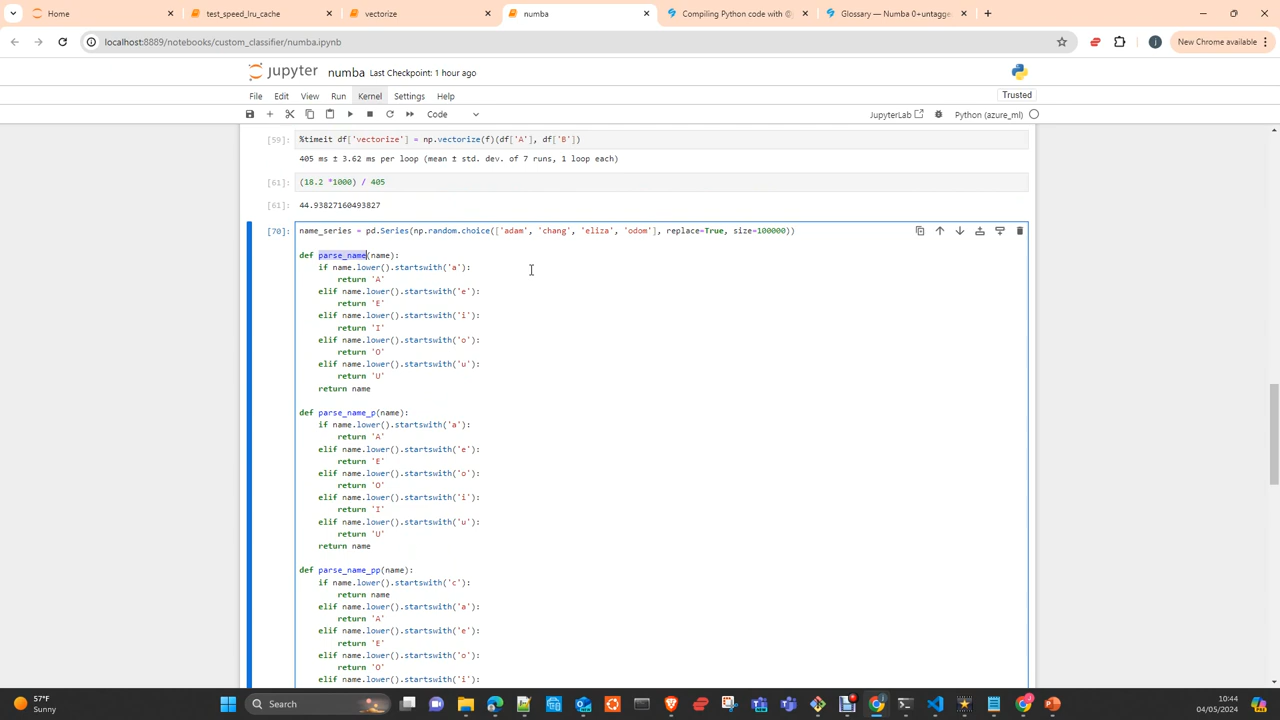 Home
test_speed_lru_cache
vectorize
numba
Compiling Python code with @
Glossary — Numba 0+untagge
localhost:8889/notebooks/custom_classifier/numba.ipynb
New Chrome available
jupyter numba Last Checkpoint: 1 hour ago
File Edit View Run Kernel Settings Help
Trusted
Code
JupyterLab
Python (azure_ml)
[59]: %timeit df['vectorize'] = np.vectorize(f)(df['A'], df['B'])
405 ms ± 3.62 ms per loop (mean ± std. dev. of 7 runs, 1 loop each)
[61]: (18.2 *1000) / 405
[61]: 44.93827160493827
[70]: name_series = pd.Series(np.random.choice(['adam', 'chang', 'eliza', 'odom'], replace=True, size=100000))
def parse_name(name):
if name.lower().startswith('a'):
return 'A'
elif name.lower().startswith('e'):
return 'E'
elif name.lower().startswith('i'):
return 'I'
elif name.lower().startswith('o'):
return 'O'
elif name.lower().startswith('u'):
return 'U'
return name
def parse_name_p(name):
if name.lower().startswith('a'):
return 'A'
elif name.lower().startswith('e'):
return 'E'
elif name.lower().startswith('o'):
return 'O'
elif name.lower().startswith('i'):
return 'I'
elif name.lower().startswith('u'):
return 'U'
return name
def parse_name_pp(name):
if name.lower().startswith('c'):
return name
elif name.lower().startswith('a'):
return 'A'
elif name.lower().startswith('e'):
return 'E'
elif name.lower().startswith('o'):
return 'O'
elif name.lower().startswith('i'):
57°F
Sunny
Search
10:44
04/05/2024